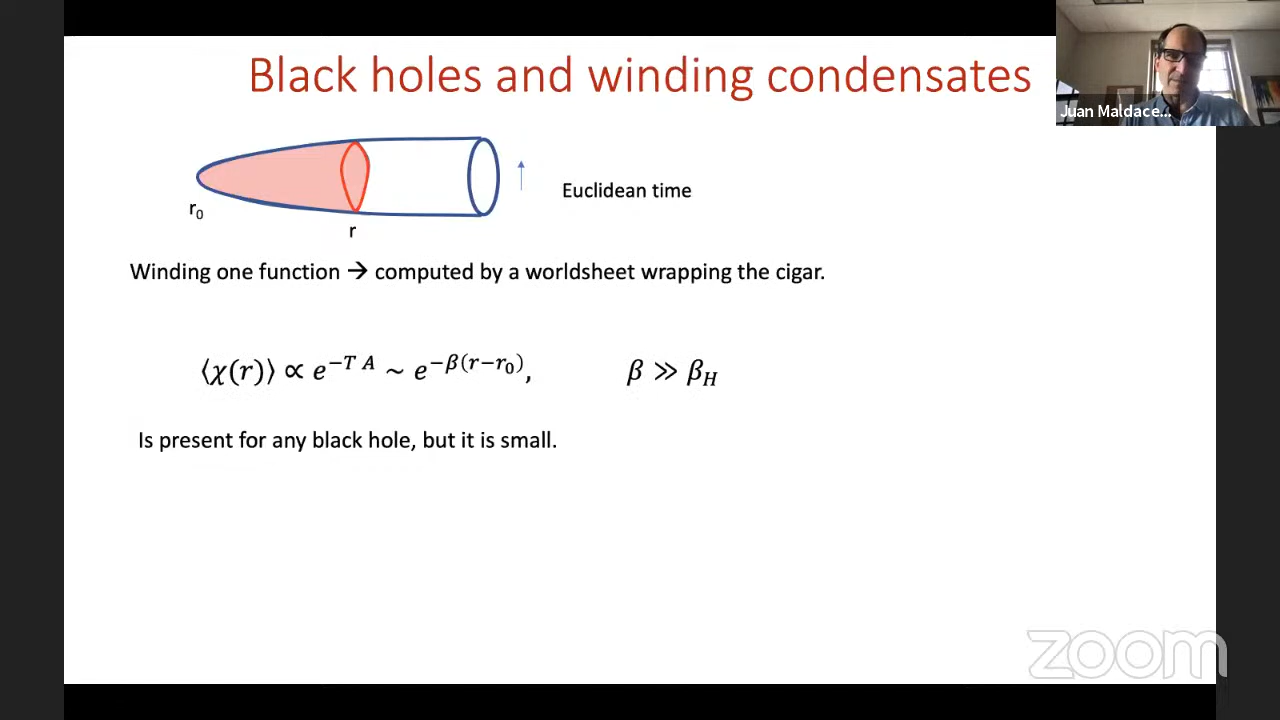 Black holes and winding condensates
Juan Maldace...
Euclidean time
r₀
r
Winding one function → computed by a worksheet wrapping the cigar.
⟨χ(r)⟩ ∝ e^{−T A} ~ e^{−β(r−r₀)}, β ≫ β_H
Is present for any black hole, but it is small.
zoom